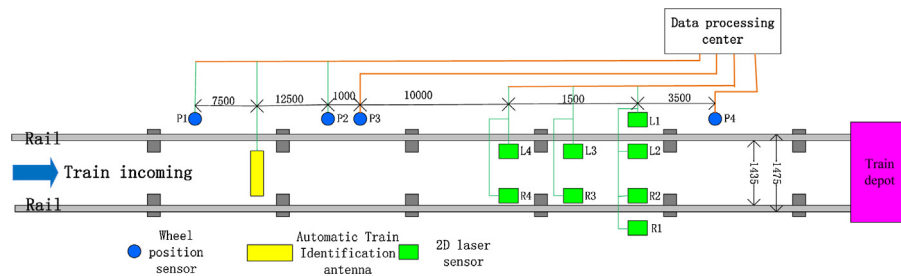 Data processing
center
7500
12500
1000
10000
1500
3500
P1
P2
P3
L1
P4
Rail
L4
L3
L2
Train incoming
1435
1475
Train
depot
R4
R3
R2
Rail
R1
Wheel
position
sensor
Automatic Train
Identification
antenna
2D laser
sensor